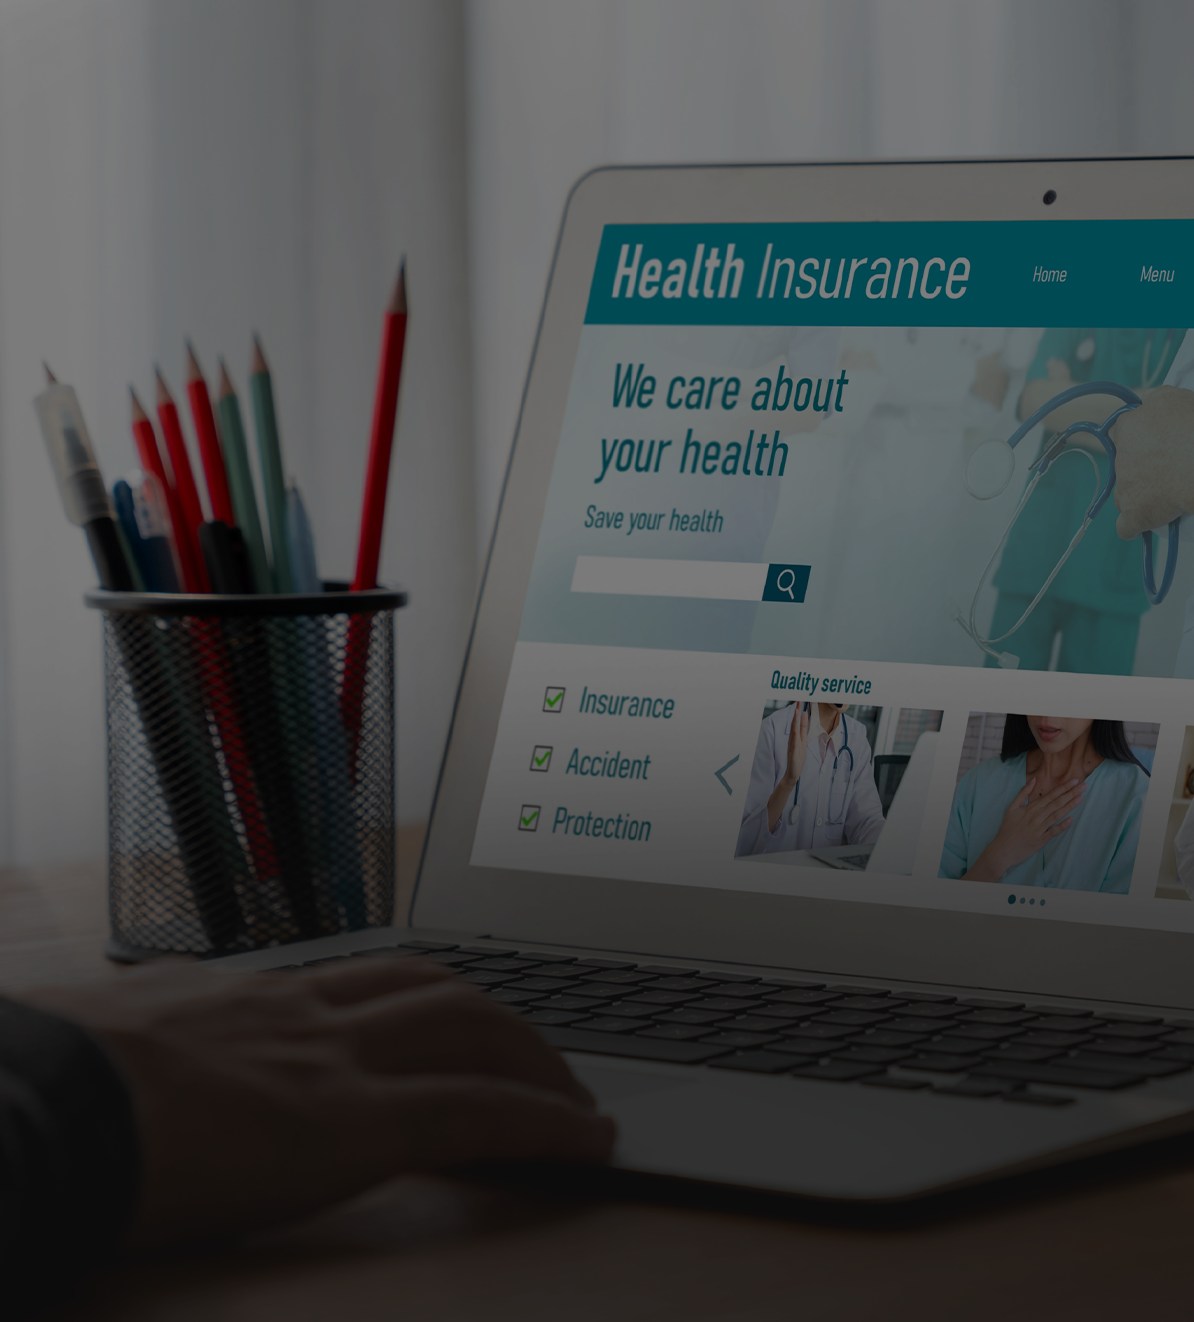 Health Insurance
Home
Menu
We care about
your health
Save your health
Insurance
Accident
Protection
Quality service